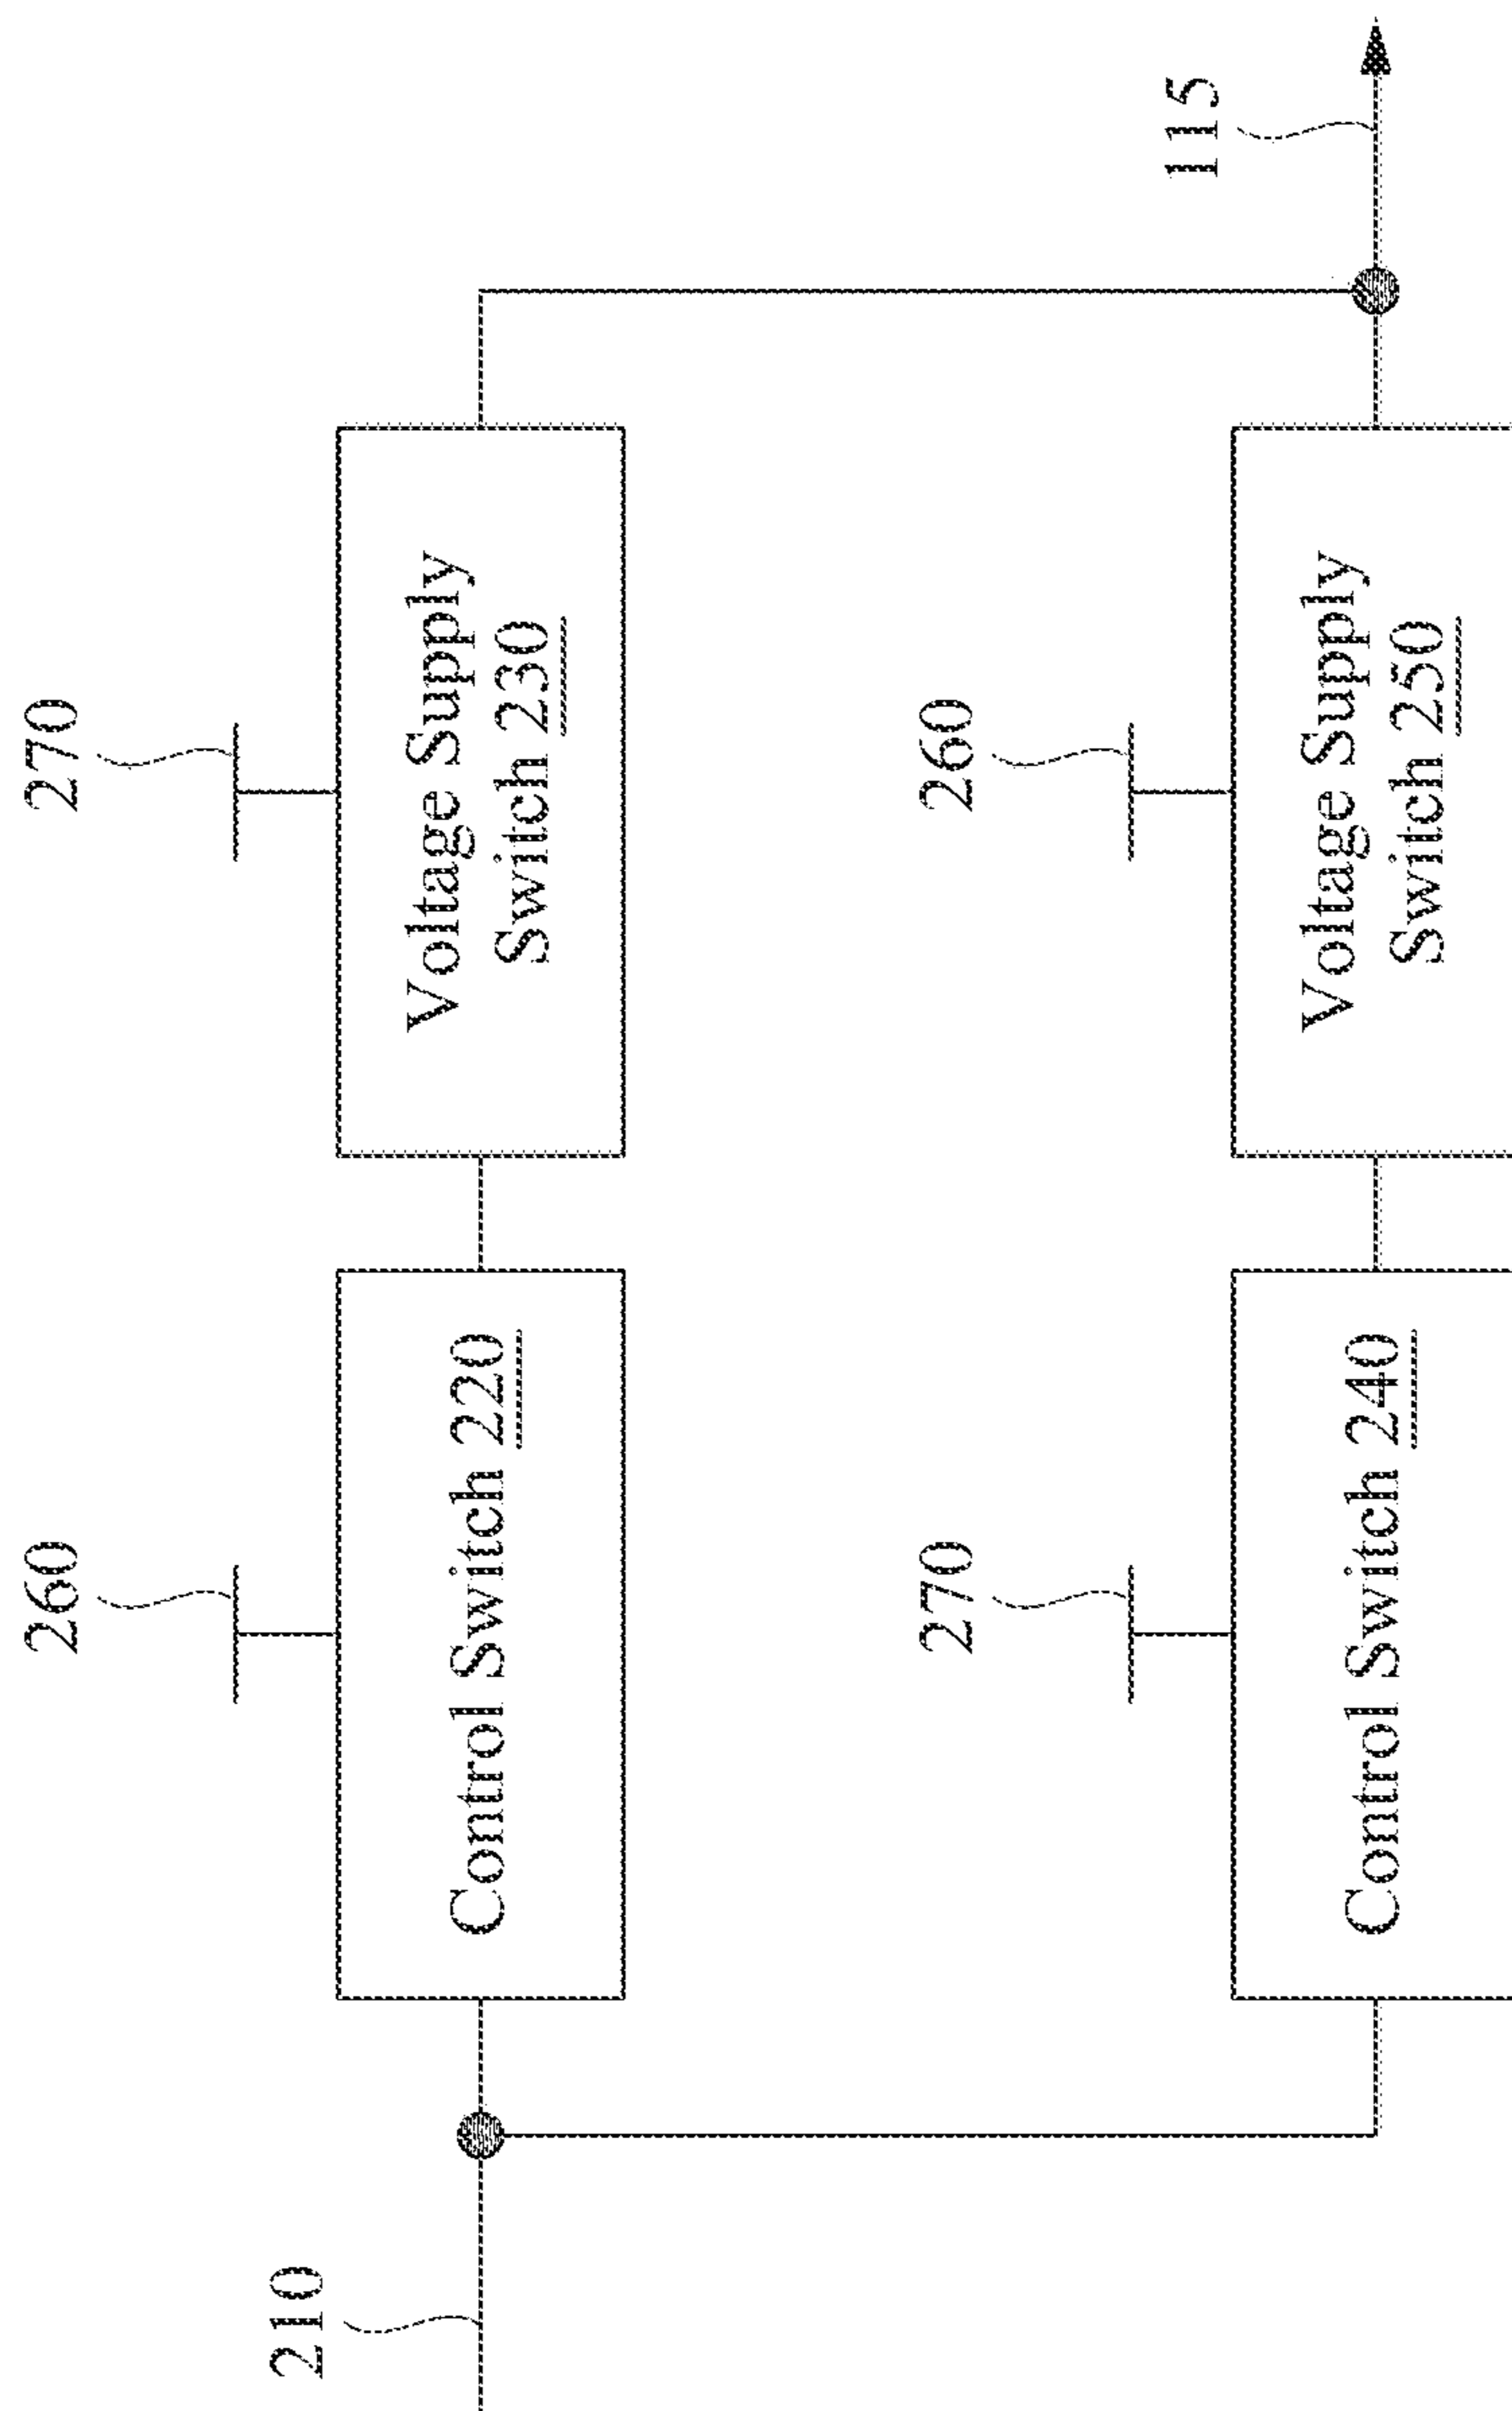 260
270
Control Switch 220
Voltage Supply
Switch 230
210
270
260
115
Control Switch 240
Voltage Supply
Switch 250